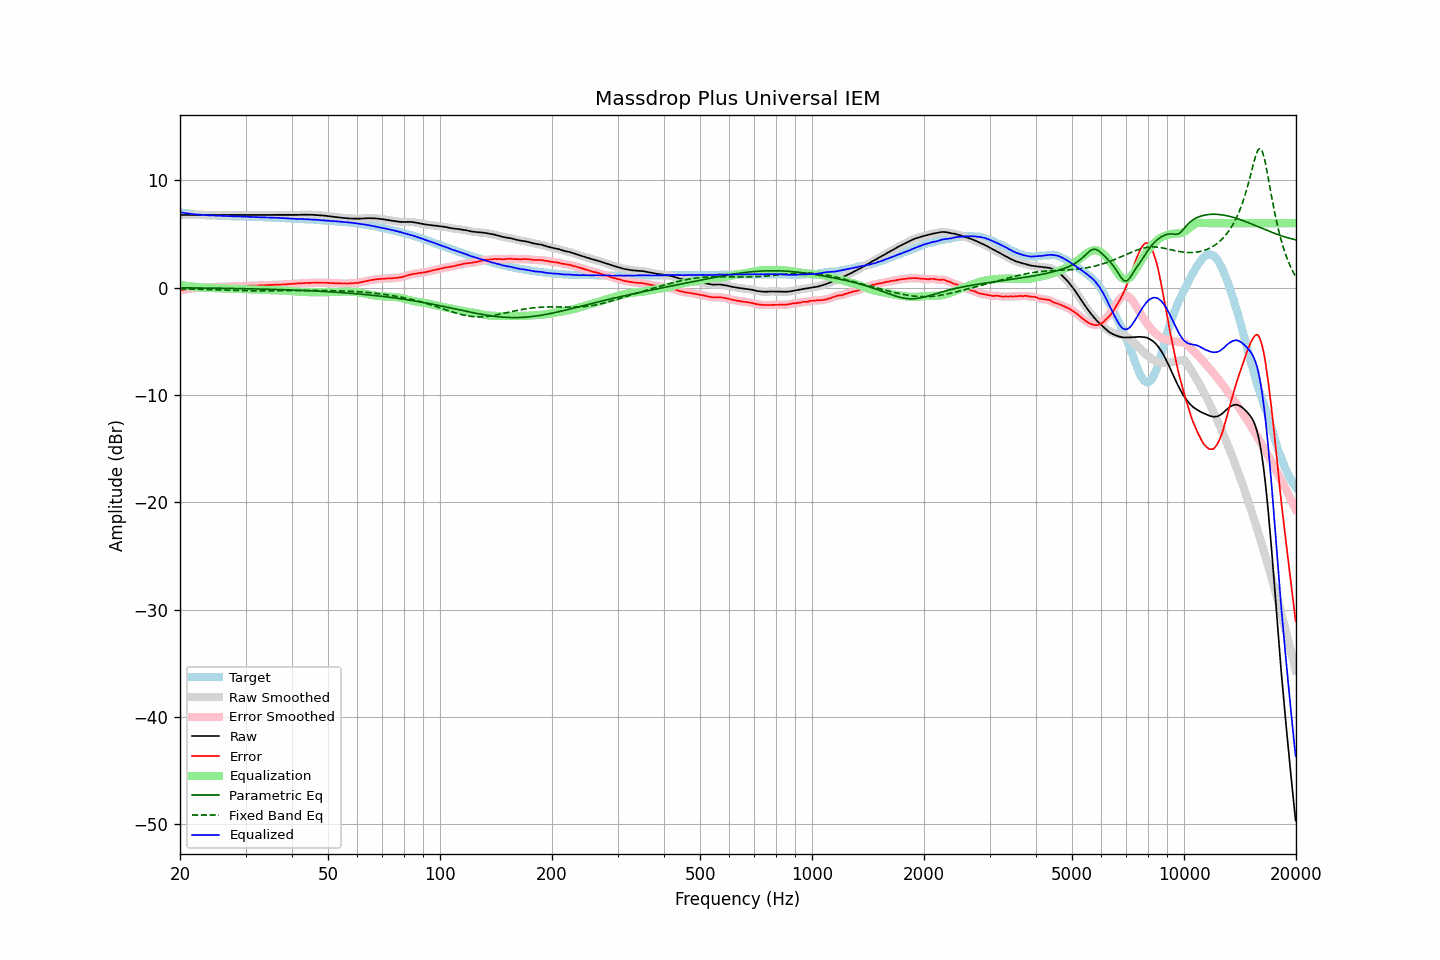 Massdrop Plus Universal IEM
10
0
−10
−20
−30
−40
−50
Amplitude (dBr)
Target
Raw Smoothed
Error Smoothed
Raw
Error
Equalization
Parametric Eq
Fixed Band Eq
Equalized
20 50 100 200 500 1000 2000 5000 10000 20000
Frequency (Hz)